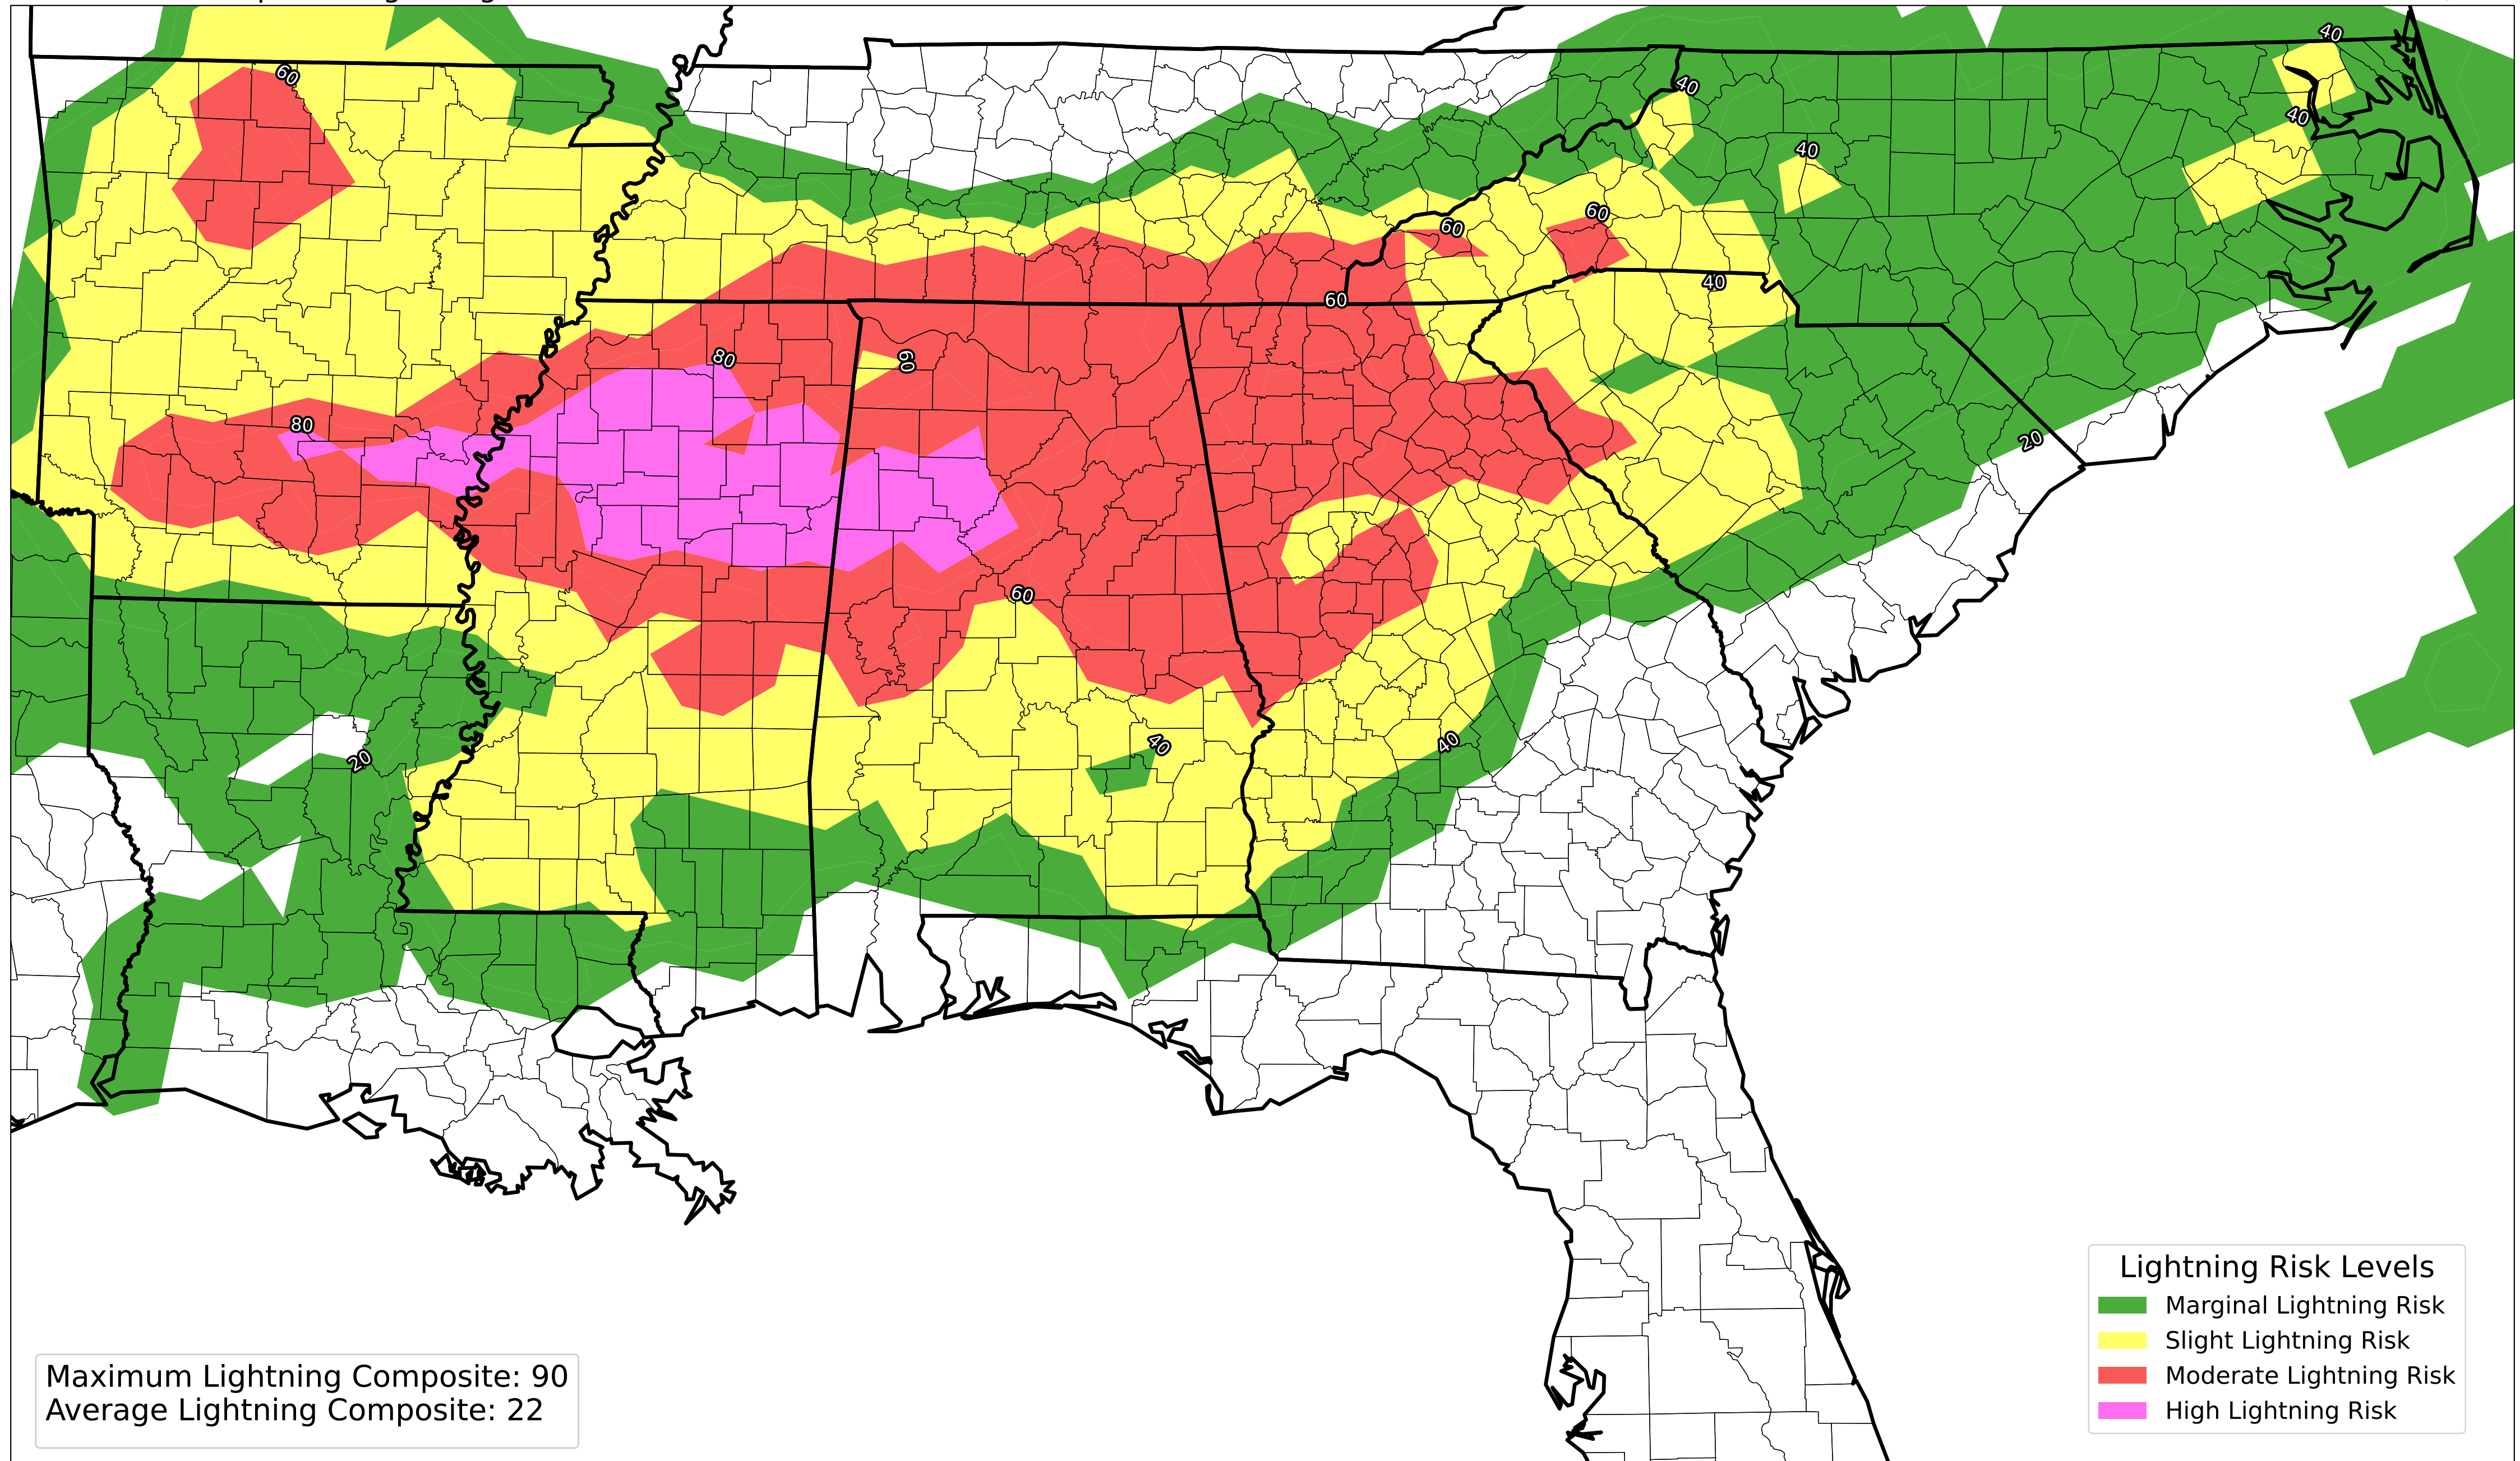 40
60
40
40
40
60
60
40
60
80
60
80
20
60
40
40
20
Lightning Risk Levels
Marginal Lightning Risk
Slight Lightning Risk
Moderate Lightning Risk
High Lightning Risk
Maximum Lightning Composite: 90
Average Lightning Composite: 22